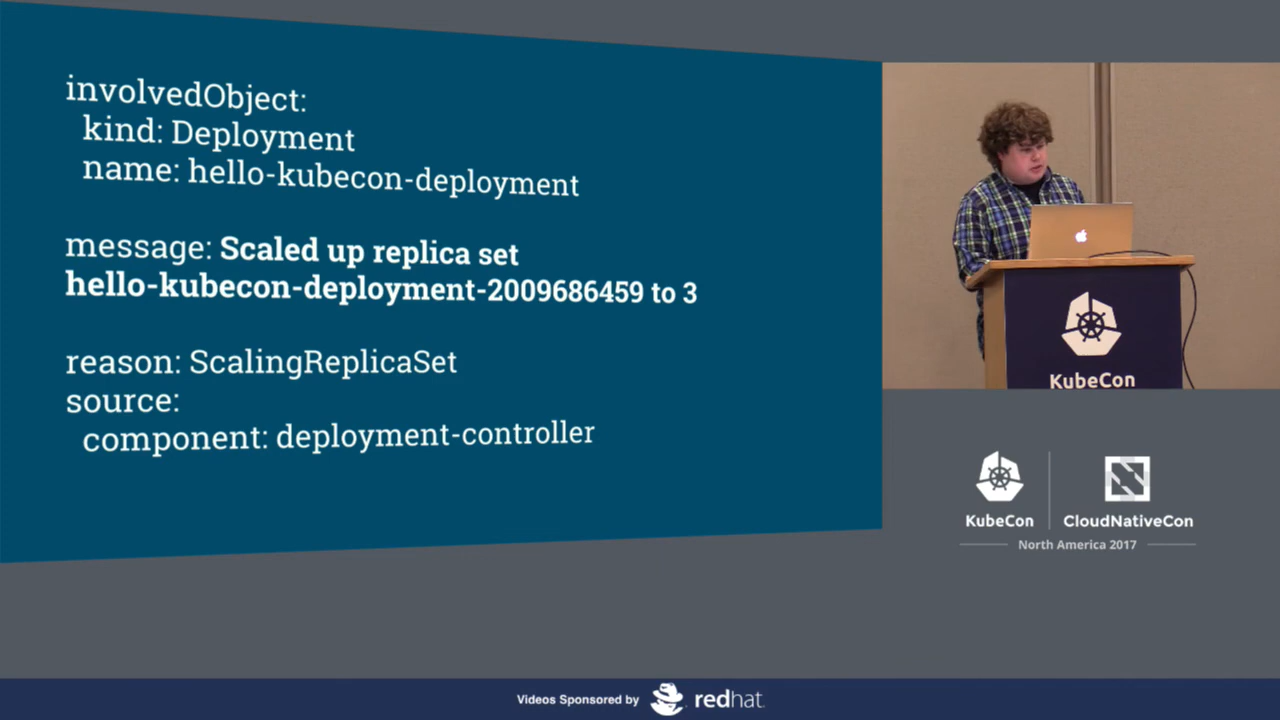 involvedObject:
kind: Deployment
name: hello-kubecon-deployment
message: Scaled up replica set
hello-kubecon-deployment-2009686459 to 3
reason: ScalingReplicaSet
source:
component: deployment-controller
KubeCon
KubeCon
CloudNativeCon
North America 2017
Videos Sponsored by
redhat.